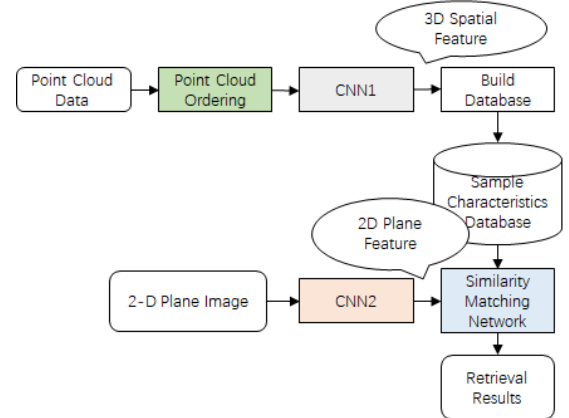 3D Spatial
Feature
Point Cloud
Data
Point Cloud
Ordering
CNN1
Build
Database
Sample
Characteristics
Database
2D Plane
Feature
2-D Plane Image
CNN2
Similarity
Matching
Network
Retrieval
Results